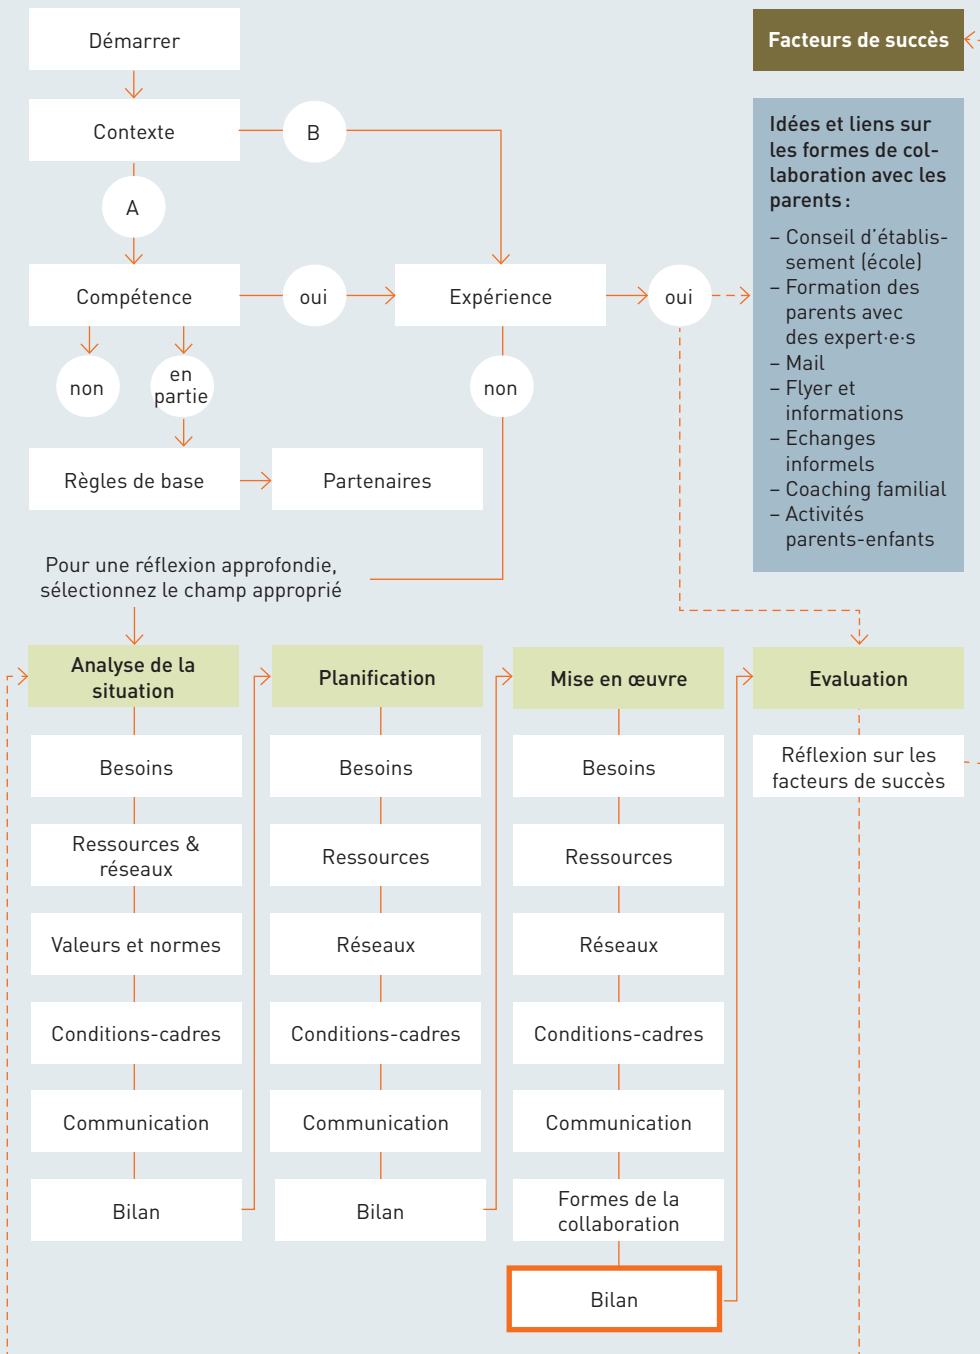 Démarrer
Contexte
B
A
Compétence
oui
Expérience
oui
non
en
partie
non
Règles de base
Partenaires
Facteurs de succès
Idées et liens sur
les formes de col-
laboration avec les
parents :
– Conseil d’établis-
sement (école)
– Formation des
parents avec
des expert·e·s
– Mail
– Flyer et
informations
– Echanges
informels
– Coaching familial
– Activités
parents-enfants
Pour une réflexion approfondie,
sélectionnez le champ approprié
Analyse de la
situation
Besoins
Ressources &
réseaux
Valeurs et normes
Conditions-cadres
Communication
Bilan
Planification
Besoins
Ressources
Réseaux
Conditions-cadres
Communication
Bilan
Mise en œuvre
Besoins
Ressources
Réseaux
Conditions-cadres
Communication
Formes de la
collaboration
Bilan
Evaluation
Réflexion sur les
facteurs de succès